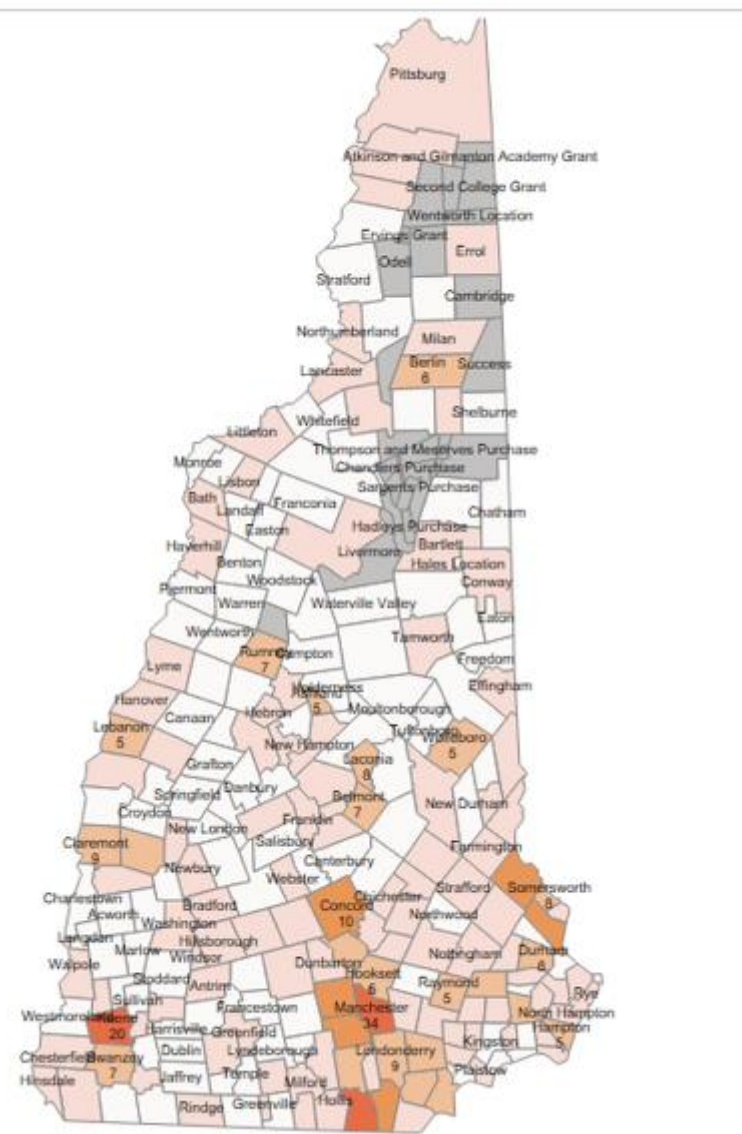 Pittsburg
Atkinson and Gilmanton Academy Grant
Second College Grant
Wentworth Location
Ervings Grant
Errol
Odell
Stratford
Cambridge
Northumberland
Milan
Berlin
6
Success
Lancaster
Shelburne
Whitefield
Littleton
Thompson and Meserves Purchase
Monroe
Chandlers Purchase
Lisbon
Sargents Purchase
Bath
Franconia
Landaff
Chatham
Easton
Hadleys Purchase
Haverhill
Bartlett
Livermore
Benton
Hales Location
Woodstock
Conway
Piermont
Warren
Waterville Valley
Eaton
Wentworth
Tamworth
Rumney
7
Campton
Freedom
Lyme
Effingham
Holderness
Ashland
5
Hanover
Moultonborough
Hebron
Canaan
Lebanon
5
Tuftonboro
Wolfeboro
5
New Hampton
Laconia
8
Grafton
Danbury
Springfield
Belmont
7
New Durham
Croydon
Franklin
New London
Claremont
9
Salisbury
Farmington
Canterbury
Newbury
Webster
Strafford
Somersworth
8
Chichester
Charlestown
Bradford
Concord
10
Acworth
Northwood
Washington
Langdon
Hillsborough
Marlow
Windsor
Nottingham
Durham
6
Walpole
Dunbarton
Hooksett
6
Stoddard
Antrim
Raymond
5
Rye
Sullivan
Francestown
Manchester
34
Westmoreland
Keene
20
North Hampton
Hampton
5
Harrisville
Greenfield
Kingston
Dublin
Lyndeborough
Londonderry
9
Chesterfield
Swanzey
7
Plaistow
Jaffrey
Temple
Hinsdale
Milford
Hollis
Rindge
Greenville